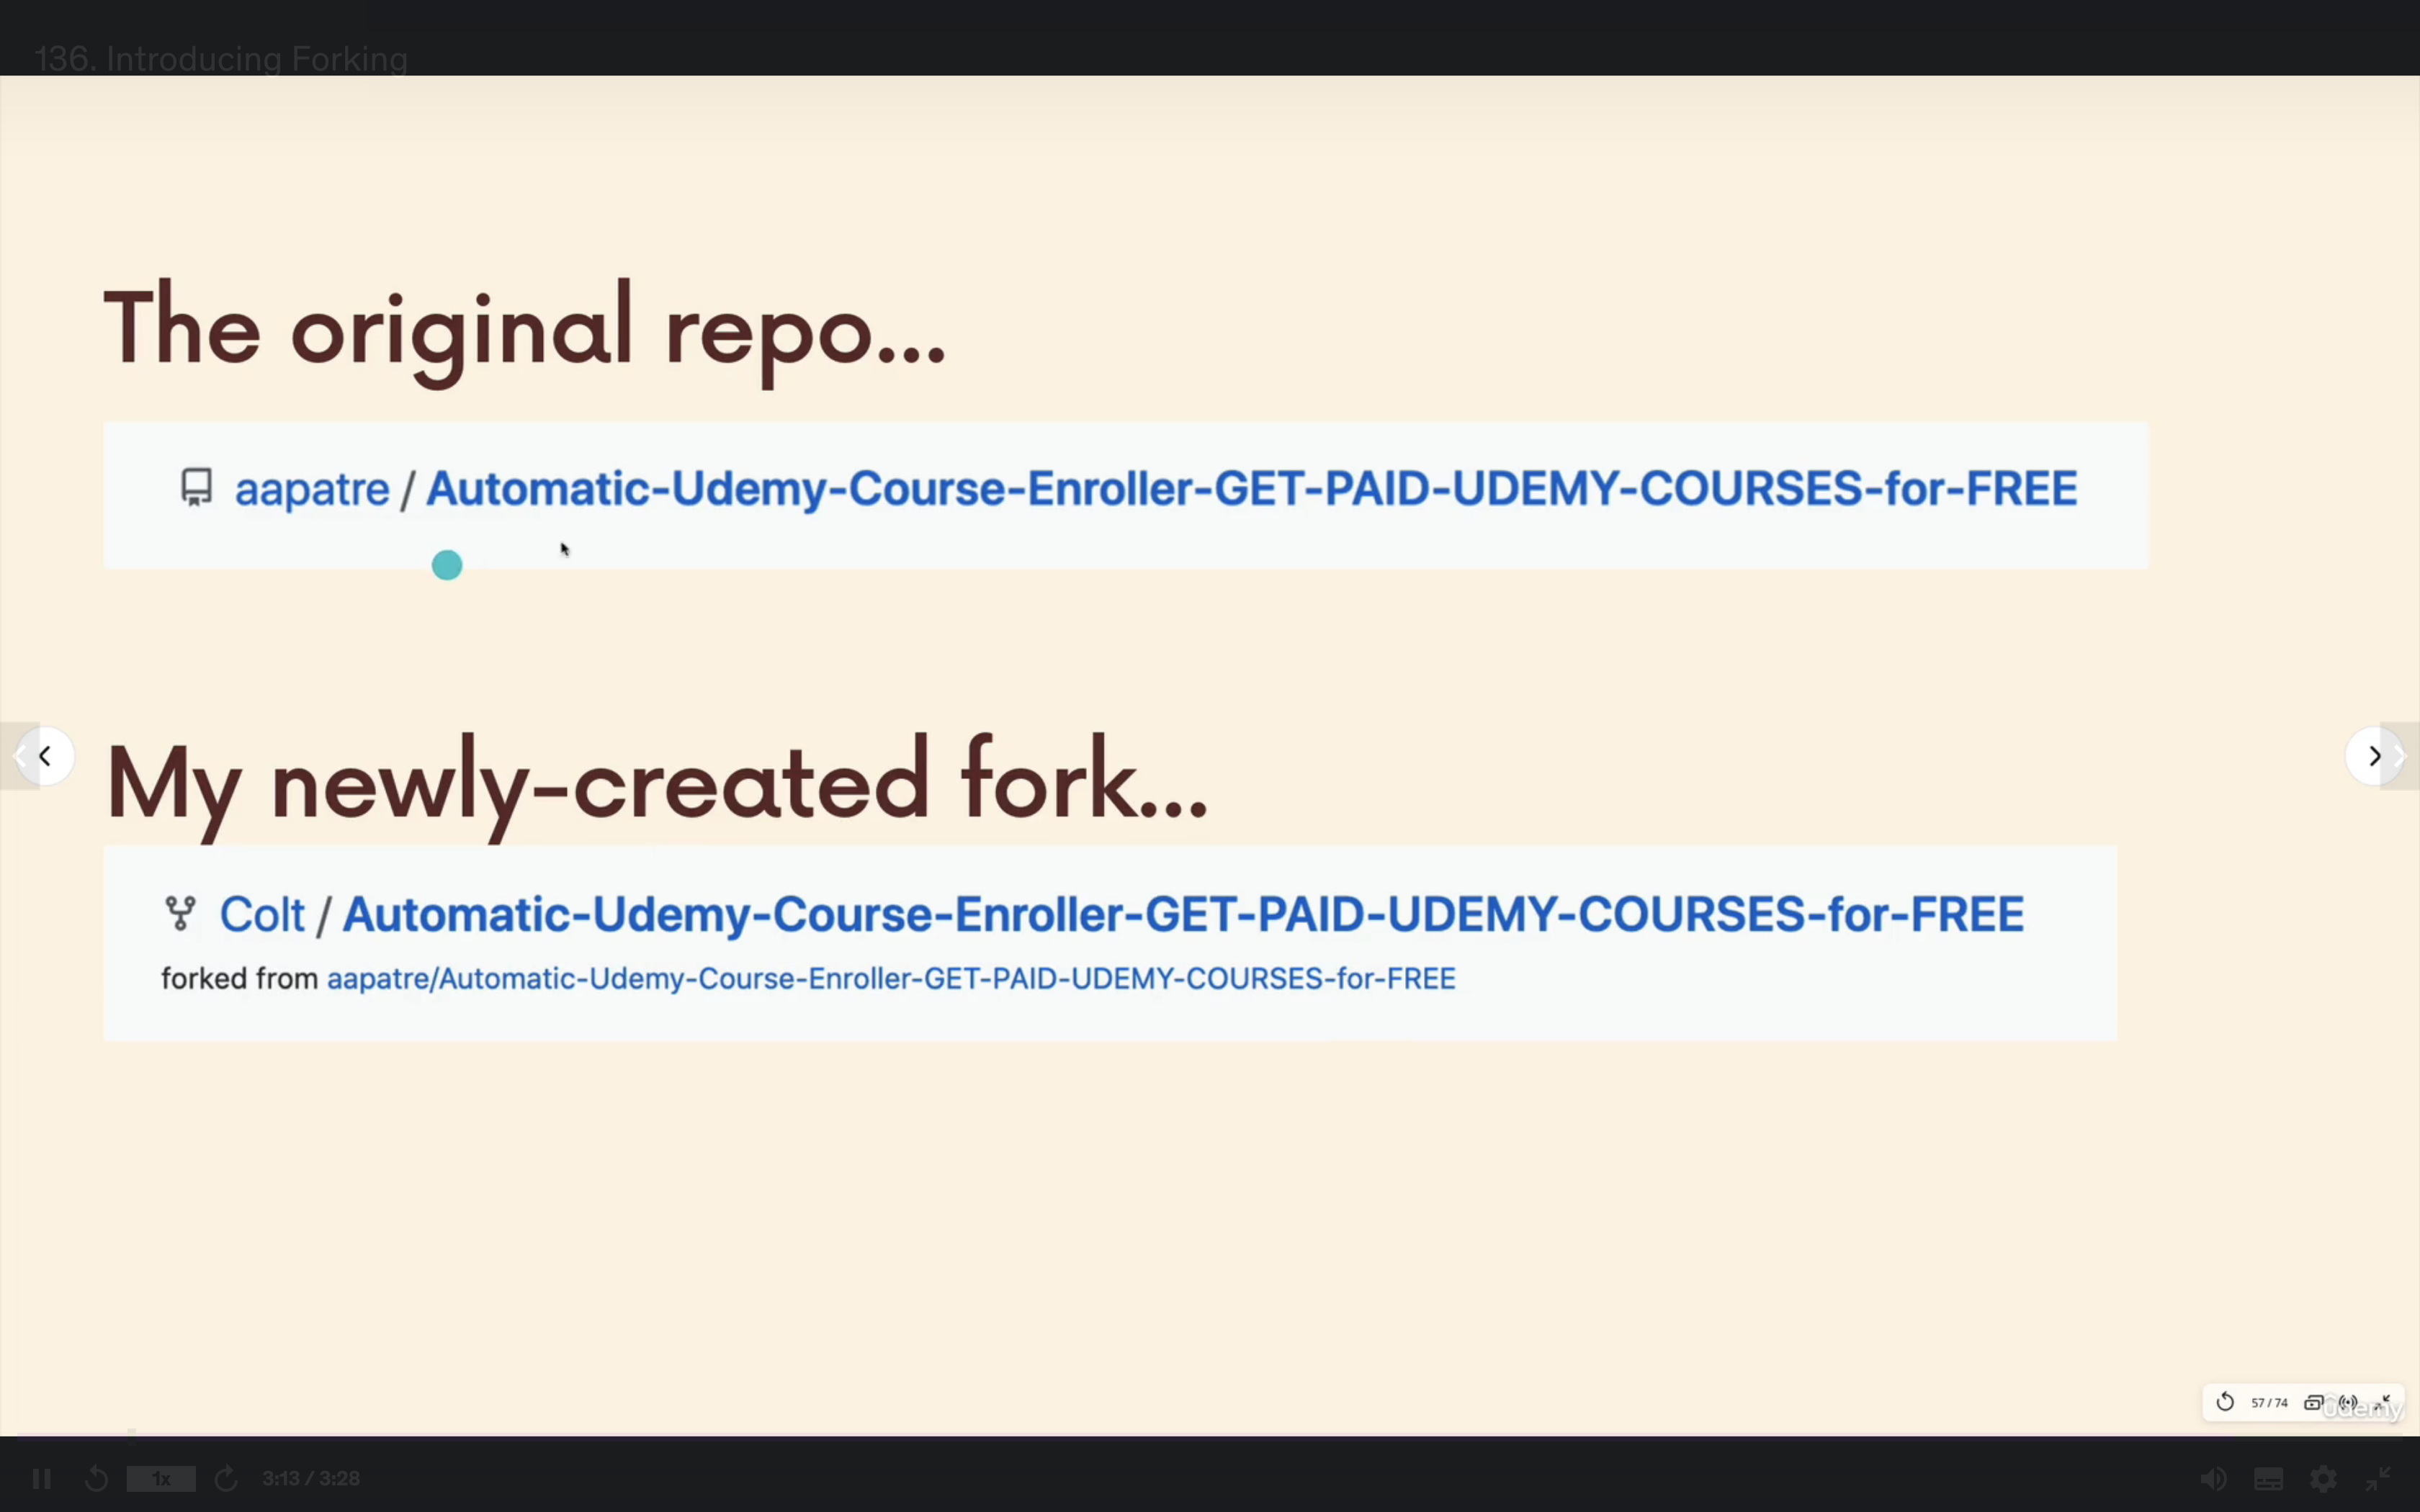 136. Introducing Forking
The original repo...
aapatre / Automatic-Udemy-Course-Enroller-GET-PAID-UDEMY-COURSES-for-FREE
My newly-created fork...
Colt / Automatic-Udemy-Course-Enroller-GET-PAID-UDEMY-COURSES-for-FREE
forked from aapatre/Automatic-Udemy-Course-Enroller-GET-PAID-UDEMY-COURSES-for-FREE
57 / 74
Udemy
1x
3:13 / 3:28